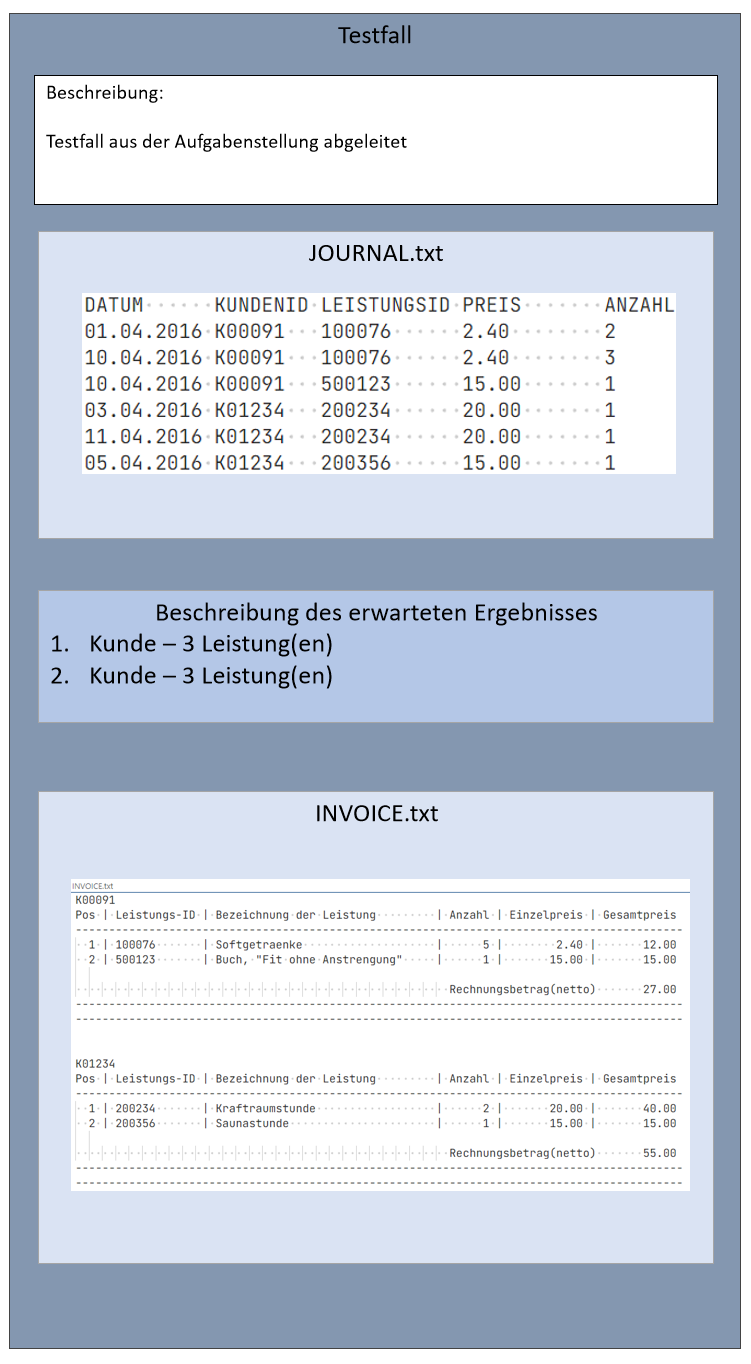 Testfall
Beschreibung:
Testfall aus der Aufgabenstellung abgeleitet
JOURNAL.txt
DATUM KUNDENID LEISTUNGSID PREIS ANZAHL
01.04.2016 K00091 100076 2.40 2
10.04.2016 K00091 100076 2.40 3
10.04.2016 K00091 500123 15.00 1
03.04.2016 K01234 200234 20.00 1
11.04.2016 K01234 200234 20.00 1
05.04.2016 K01234 200356 15.00 1
Beschreibung des erwarteten Ergebnisses
1. Kunde – 3 Leistung(en)
2. Kunde – 3 Leistung(en)
INVOICE.txt
INVOICE.txt
K00091
Pos | Leistungs-ID | Bezeichnung der Leistung | Anzahl | Einzelpreis | Gesamtpreis
1 | 100076 | Softgetraenke | 5 | 2.40 | 12.00
2 | 500123 | Buch, "Fit ohne Anstrengung" | 1 | 15.00 | 15.00
Rechnungsbetrag(netto) 27.00
K01234
Pos | Leistungs-ID | Bezeichnung der Leistung | Anzahl | Einzelpreis | Gesamtpreis
1 | 200234 | Kraftraumstunde | 2 | 20.00 | 40.00
2 | 200356 | Saunastunde | 1 | 15.00 | 15.00
Rechnungsbetrag(netto) 55.00